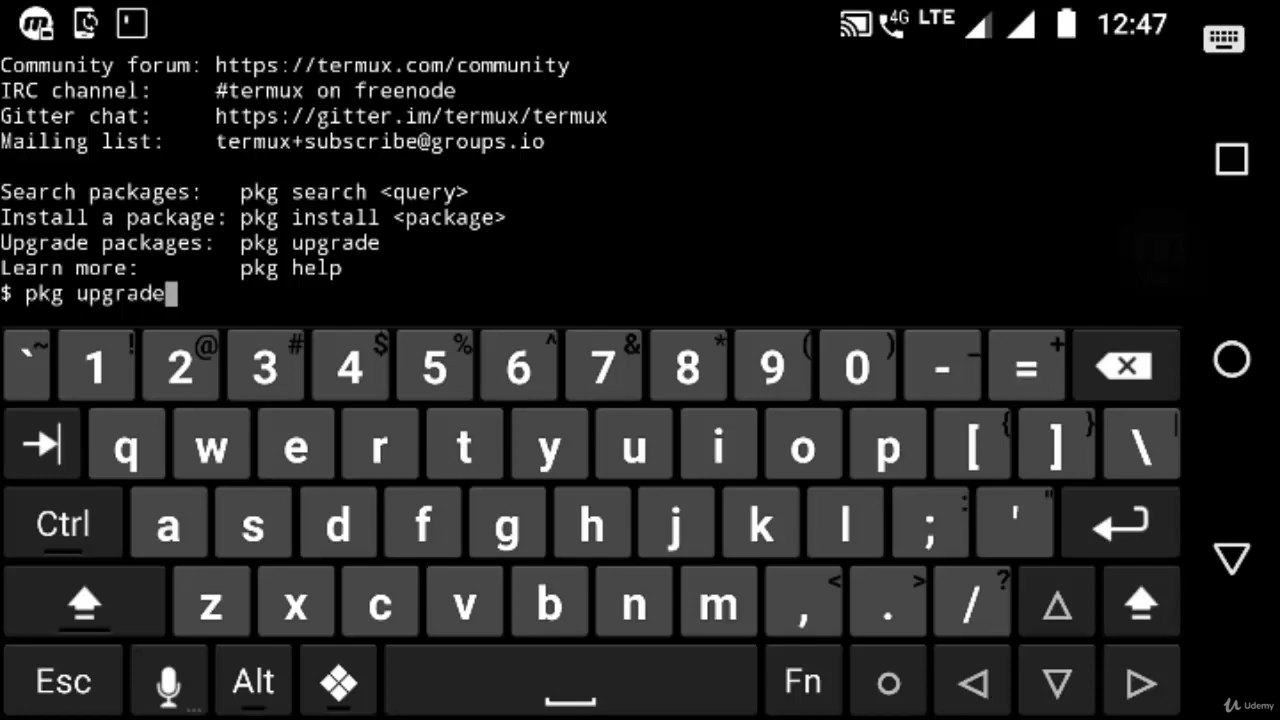 4G LTE 12:47
Community forum: https://termux.com/community
IRC channel: #termux on freenode
Gitter chat: https://gitter.im/termux/termux
Mailing list: termux+subscribe@groups.io
Search packages: pkg search <query>
Install a package: pkg install <package>
Upgrade packages: pkg upgrade
Learn more: pkg help
$ pkg upgrade
` ~ 1 ! 2 @ 3 # 4 $ 5 % 6 ^ 7 & 8 * 9 ( 0 ) - _ = +
q w e r t y u i o p [ { ] } \ |
Ctrl a s d f g h j k l ; : ' "
z x c v b n m , < . > / ?
Esc ... Alt Fn
Udemy